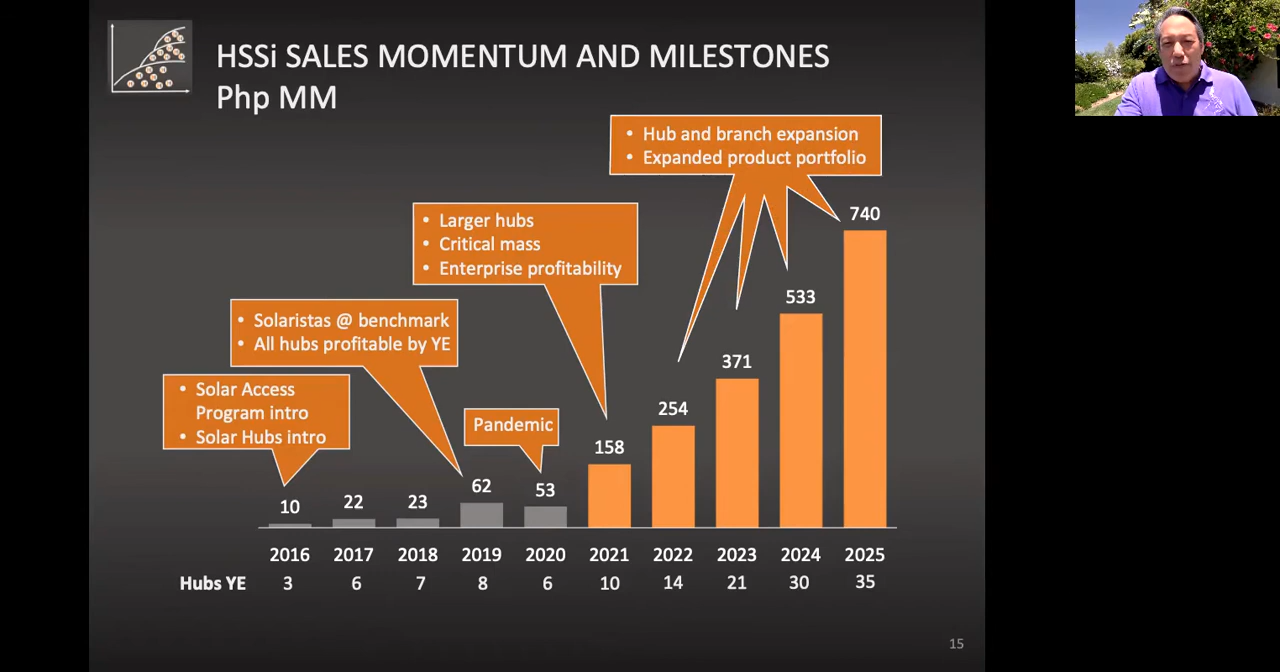 HSSi SALES MOMENTUM AND MILESTONES
Php MM
• Hub and branch expansion
• Expanded product portfolio
• Larger hubs
• Critical mass
• Enterprise profitability
• Solaristas @ benchmark
• All hubs profitable by YE
• Solar Access
Program intro
• Solar Hubs intro
Pandemic
10 22 23 62 53 158 254 371 533 740
2016 2017 2018 2019 2020 2021 2022 2023 2024 2025
Hubs YE 3 6 7 8 6 10 14 21 30 35
15